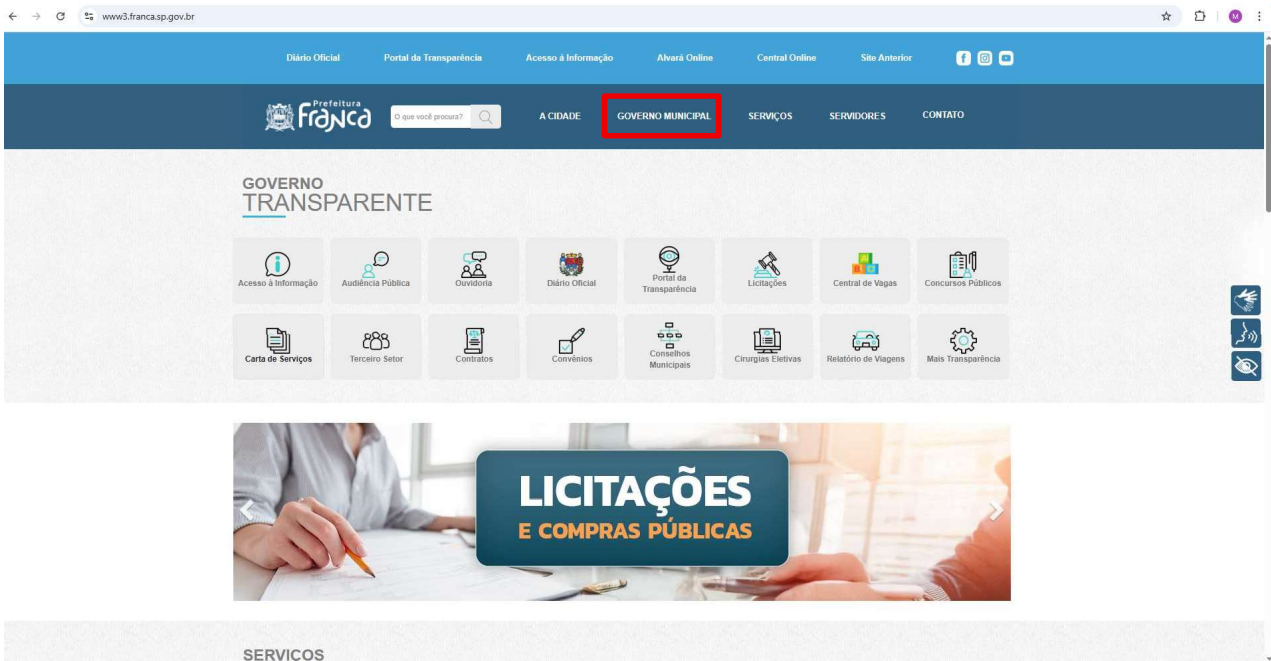 www3.franca.sp.gov.br
M
Diário Oficial Portal da Transparência Acesso à Informação Alvará Online Central Online Site Anterior
Prefeitura
Franca
O que você procura?
A CIDADE GOVERNO MUNICIPAL SERVIÇOS SERVIDORES CONTATO
GOVERNO
TRANSPARENTE
Acesso à Informação
Audiência Pública
Ouvidoria
Diário Oficial
Portal da
Transparência
Licitações
Central de Vagas
Concursos Públicos
Carta de Serviços
Terceiro Setor
Contratos
Convênios
Conselhos
Municipais
Cirurgias Eletivas
Relatório de Viagens
Mais Transparência
LICITAÇÕES
E COMPRAS PÚBLICAS
SERVIÇOS